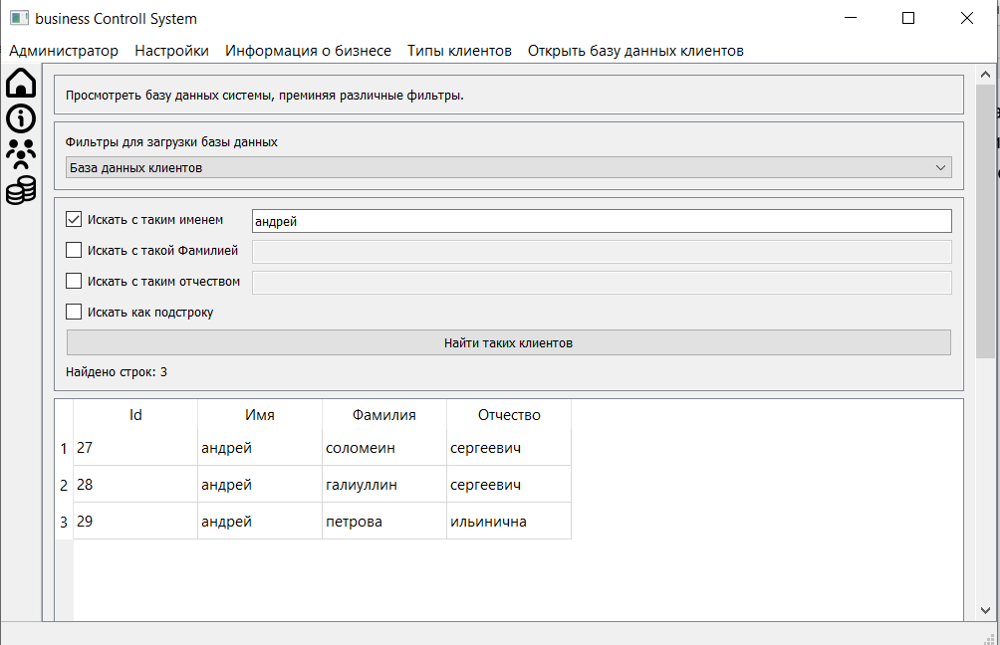 business Controll System
Администратор Настройки Информация о бизнесе Типы клиентов Открыть базу данных клиентов
Просмотреть базу данных системы, преминяя различные фильтры.
Фильтры для загрузки базы данных
База данных клиентов
Искать с таким именем андрей
Искать с такой Фамилией
Искать с таким отчеством
Искать как подстроку
Найти таких клиентов
Найдено строк: 3
Id Имя Фамилия Отчество
1 27 андрей соломеин сергеевич
2 28 андрей галиуллин сергеевич
3 29 андрей петрова ильинична